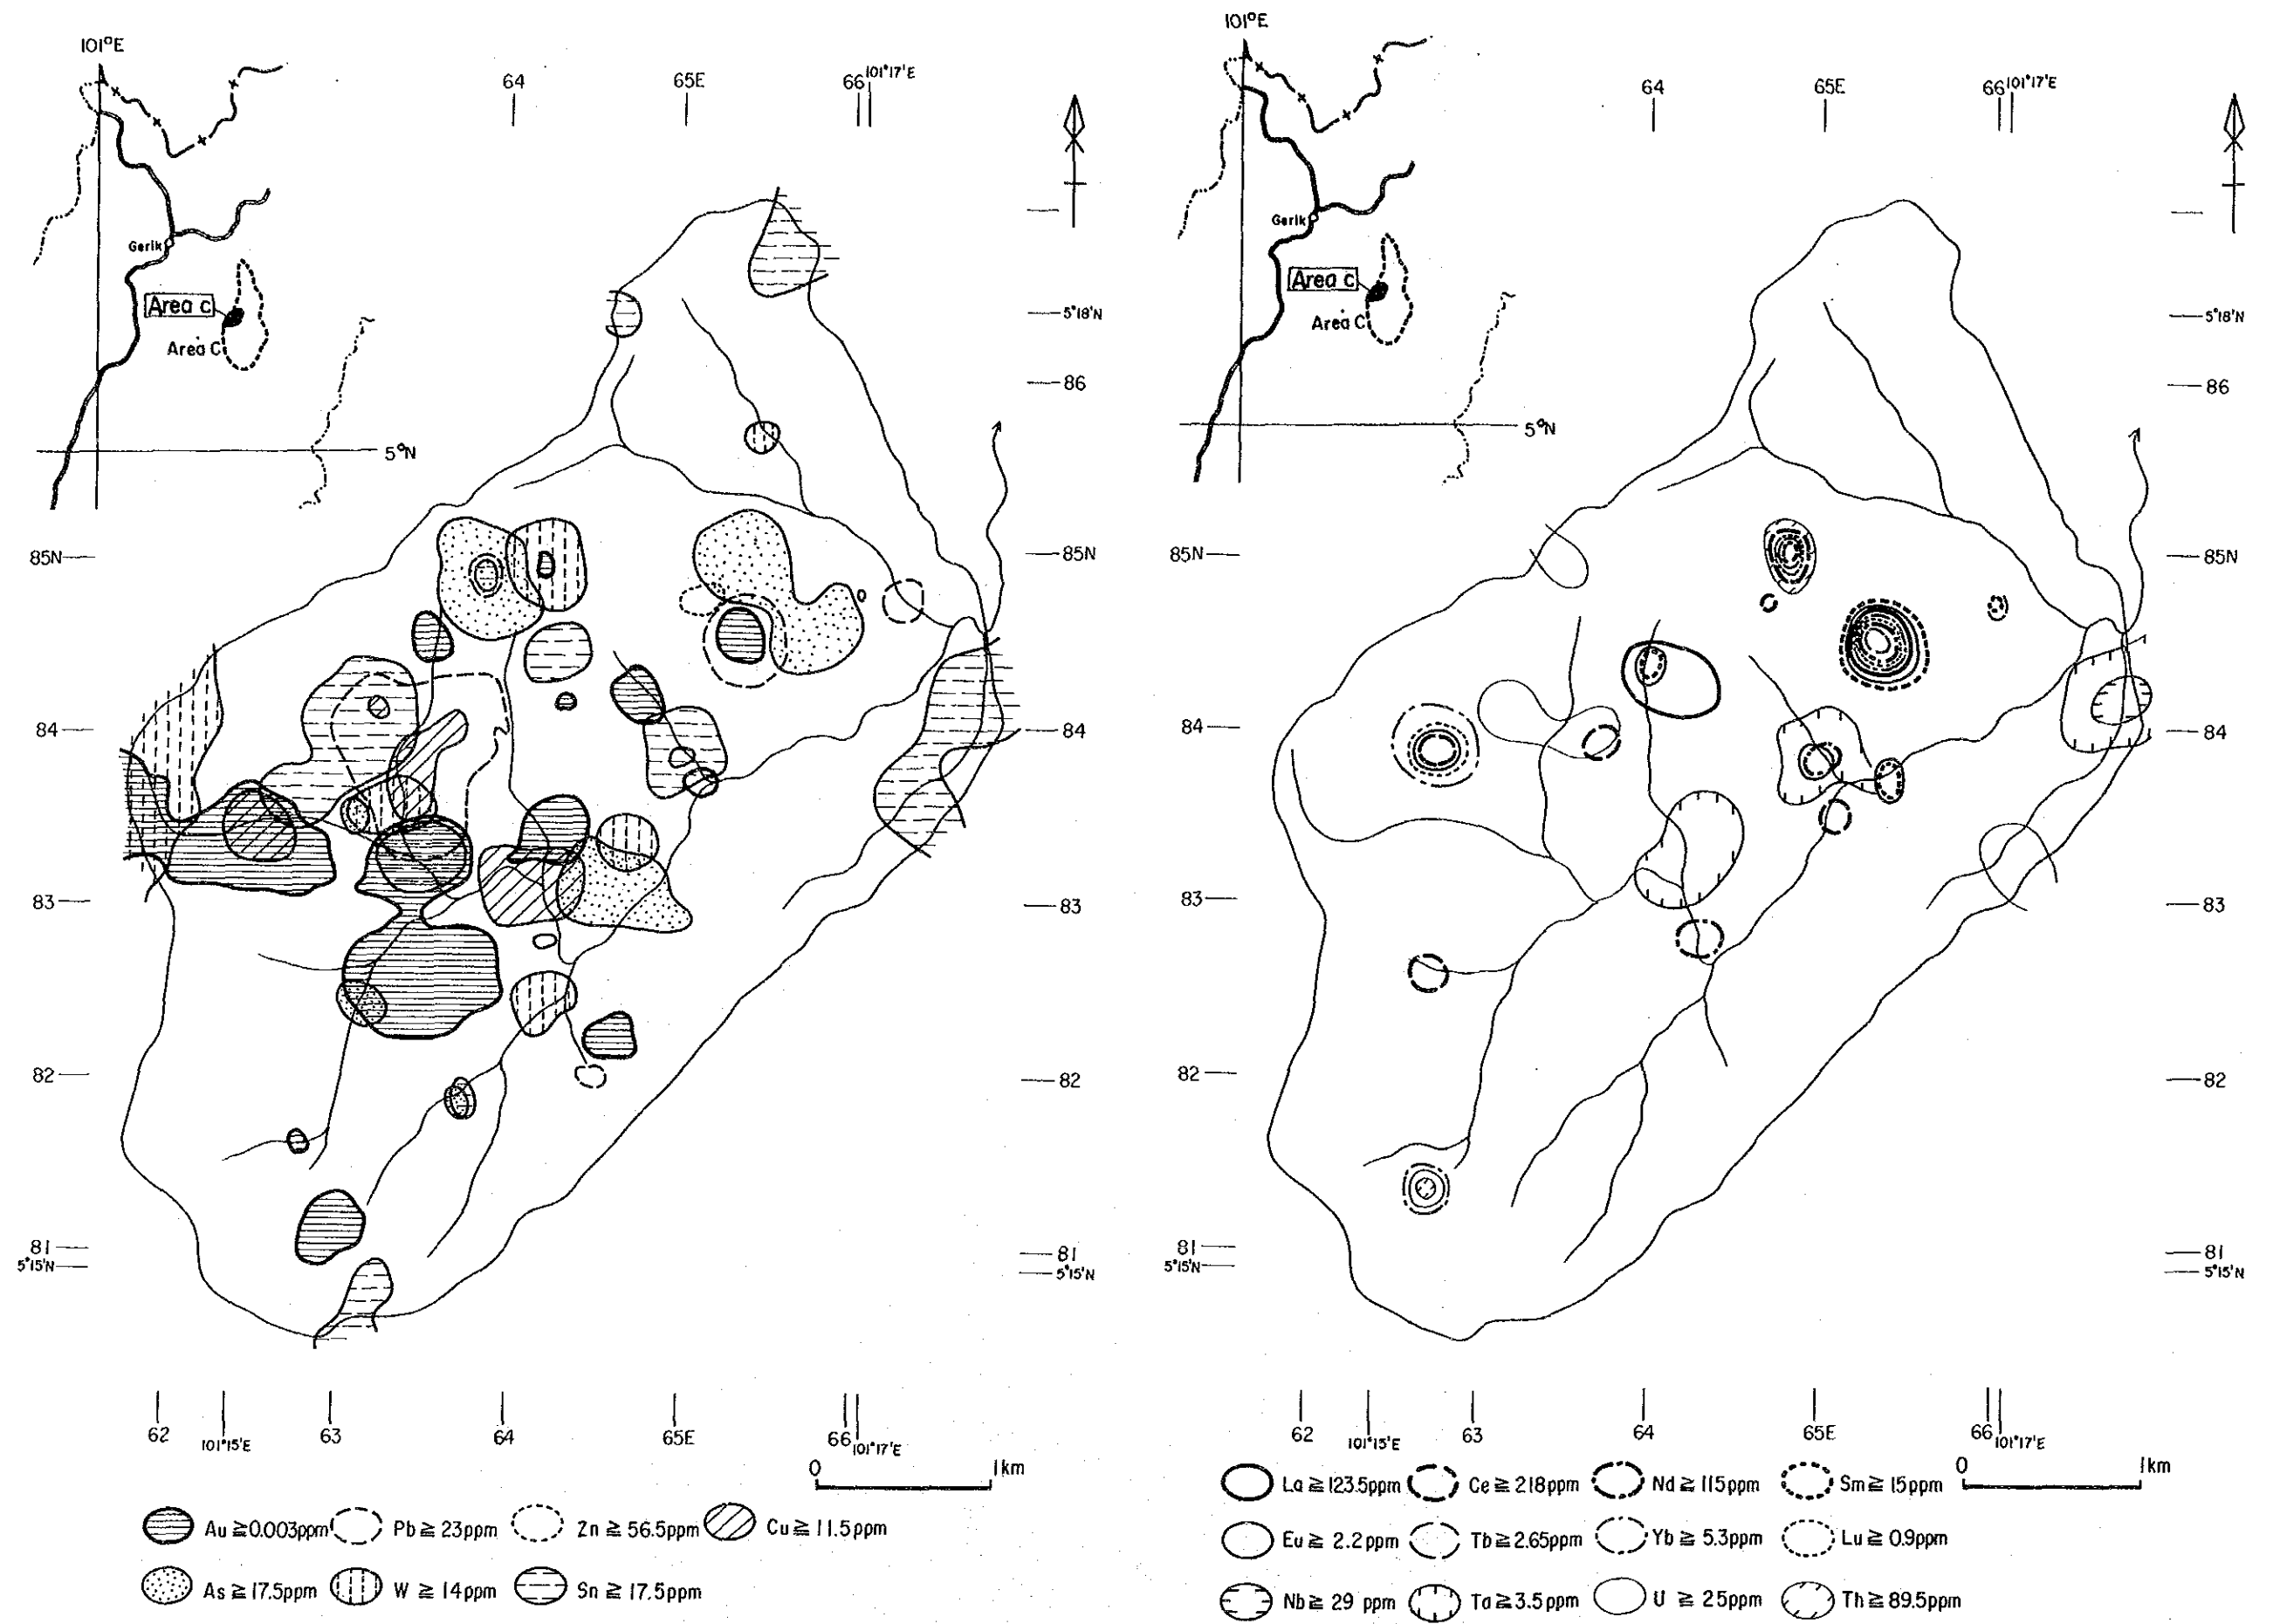 101°E
64
65E
66 101°17'E
Gerik
Area c
Area C
5°N
5°18'N
86
85N
85N
84
84
83
83
82
82
81
5°15'N
81
5°15'N
62
101°15'E
63
64
65E
66
101°17'E
0
1km
Au ≧0.003ppm
Pb ≧ 23ppm
Zn ≧ 56.5ppm
Cu ≧ 11.5ppm
As ≧ 17.5ppm
W ≧ 14ppm
Sn ≧ 17.5ppm
101°E
64
65E
66 101°17'E
Gerik
Area c
Area C
5°N
5°18'N
86
85N
85N
84
84
83
83
82
82
81
5°15'N
81
5°15'N
62
101°15'E
63
64
65E
66
101°17'E
0
1km
La ≧ 123.5ppm
Ce ≧ 218ppm
Nd ≧ 115ppm
Sm ≧ 15ppm
Eu ≧ 2.2ppm
Tb ≧ 2.65ppm
Yb ≧ 5.3ppm
Lu ≧ 0.9ppm
Nb ≧ 29 ppm
Ta ≧ 3.5ppm
U ≧ 25ppm
Th ≧ 89.5ppm